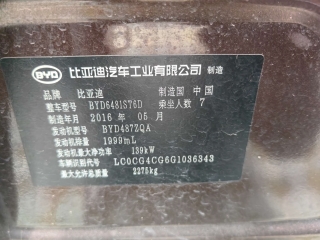 BYD 比亚迪汽车工业有限公司 制造
品牌 比亚迪 制造国 中国
整车型号 BYD6481S76D 乘坐人数 7
制造年月 2016 年 05 月
发动机型号 BYD487ZQA
发动机排量 1999mL
发动机最大净功率 139kW
车辆识别代号 LC0CG4CG6G1036343
最大允许总质量 2275kg